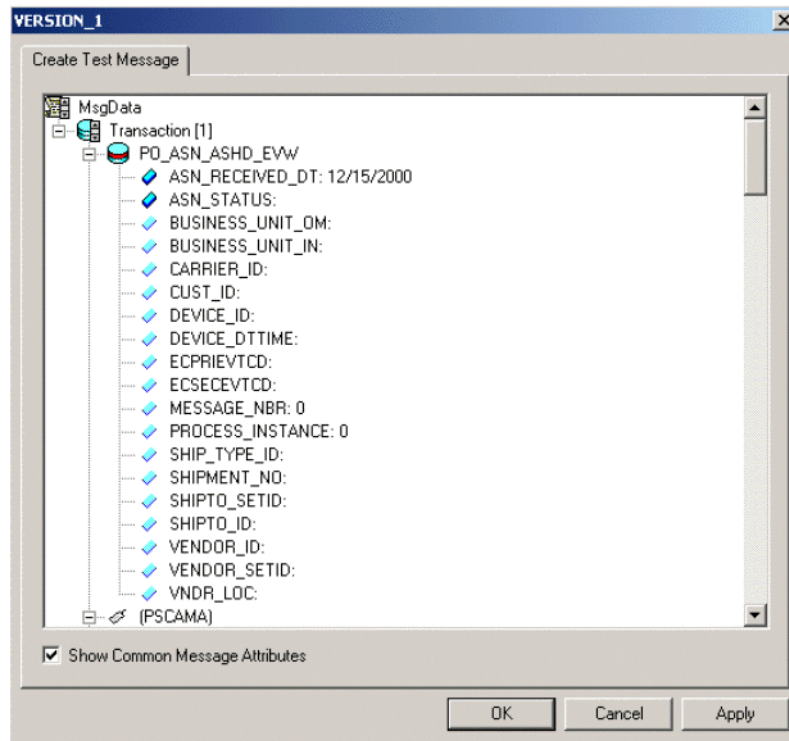 VERSION_1
Create Test Message
MsgData
Transaction [1]
PO_ASN_ASHD_EVW
ASN_RECEIVED_DT: 12/15/2000
ASN_STATUS:
BUSINESS_UNIT_OM:
BUSINESS_UNIT_IN:
CARRIER_ID:
CUST_ID:
DEVICE_ID:
DEVICE_DTTIME:
ECPRIEVTCD:
ECSECEVTCD:
MESSAGE_NBR: 0
PROCESS_INSTANCE: 0
SHIP_TYPE_ID:
SHIPMENT_NO:
SHIPTO_SETID:
SHIPTO_ID:
VENDOR_ID:
VENDOR_SETID:
VNDR_LOC:
(PSCAMA)
Show Common Message Attributes
OK Cancel Apply